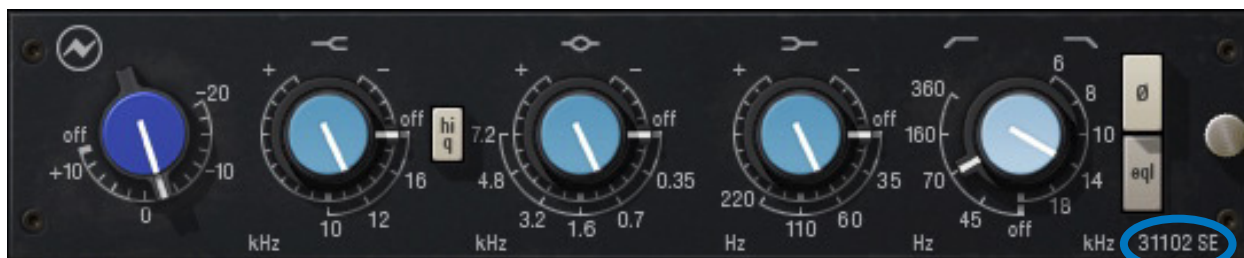 off +10 0 -10 -20
+ - off 16 12 10 kHz
hi q
+ - off 0.35 0.7 1.6 3.2 4.8 7.2 kHz
+ - off 35 60 110 220 Hz
360 160 70 45 off Hz
6 8 10 14 18 kHz
Ø
eql
31102 SE